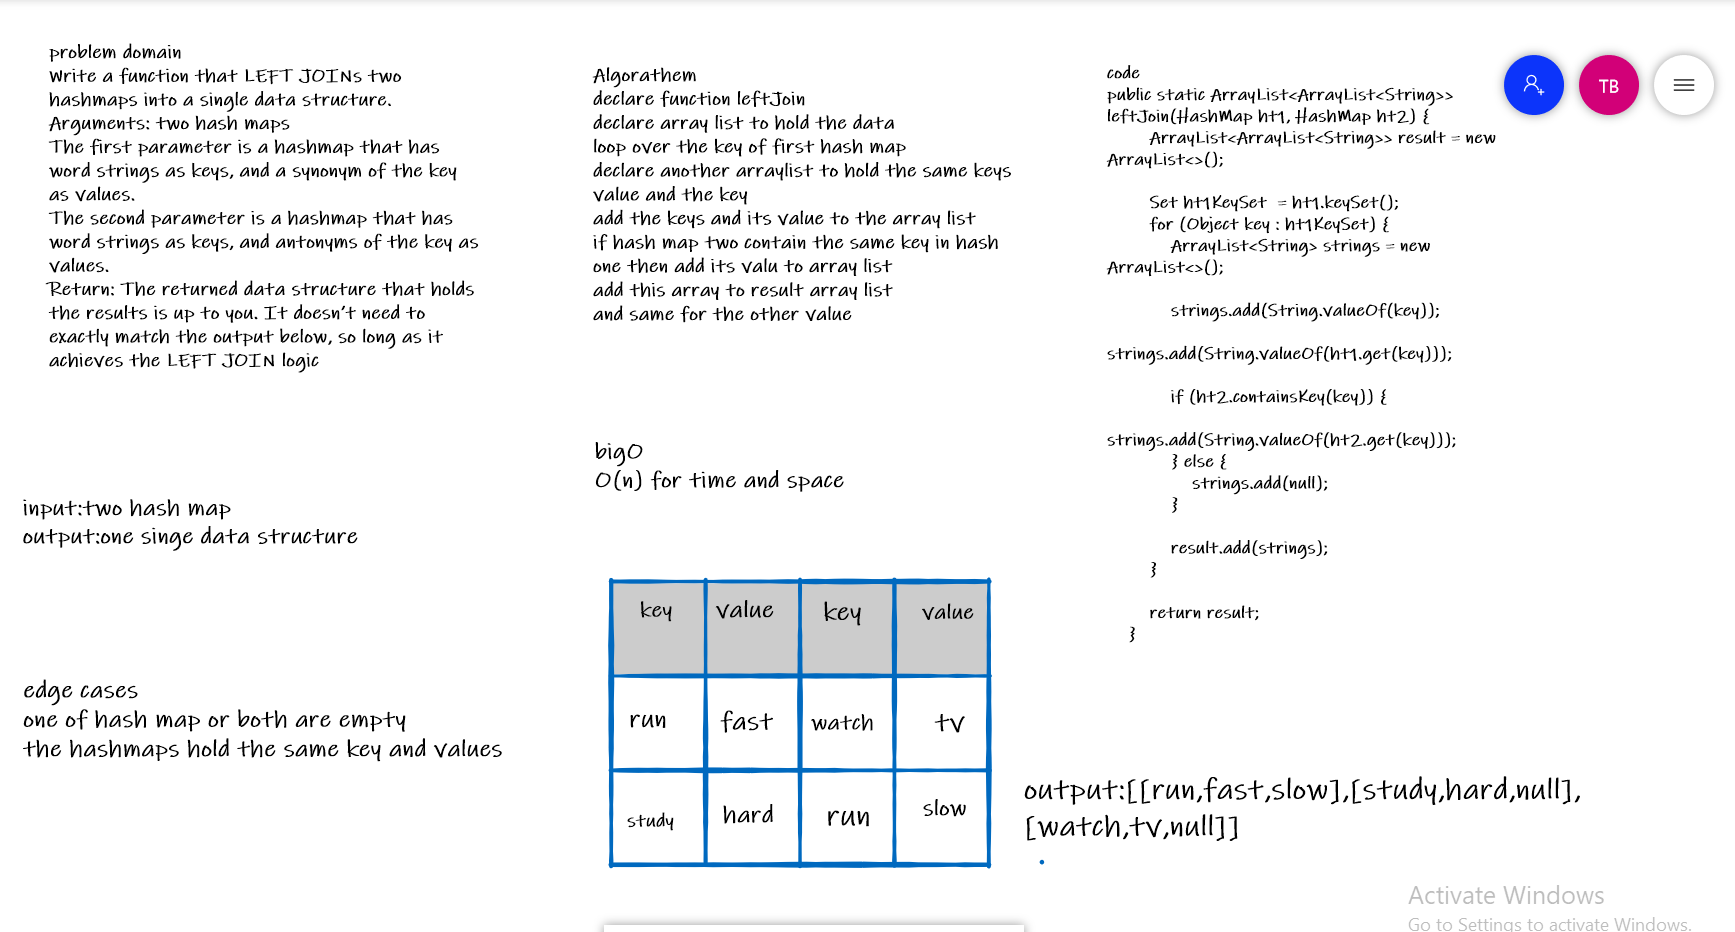 problem domain
Write a function that LEFT JOINs two
hashmaps into a single data structure.
Arguments: two hash maps
The first parameter is a hashmap that has
word strings as keys, and a synonym of the key
as values.
The second parameter is a hashmap that has
word strings as keys, and antonyms of the key as
values.
Return: The returned data structure that holds
the results is up to you. It doesn't need to
exactly match the output below, so long as it
achieves the LEFT JOIN logic
input:two hash map
output:one singe data structure
edge cases
one of hash map or both are empty
the hashmaps hold the same key and values
Algorathem
declare function leftJoin
declare array list to hold the data
loop over the key of first hash map
declare another arraylist to hold the same keys
value and the key
add the keys and its value to the array list
if hash map two contain the same key in hash
one then add its valu to array list
add this array to result array list
and same for the other value
bigO
O(n) for time and space
key value key value
run fast watch tv
study hard run slow
code
public static ArrayList<ArrayList<String>>
leftJoin(HashMap ht1, HashMap ht2) {
ArrayList<ArrayList<String>> result = new
ArrayList<>();
Set ht1KeySet = ht1.keySet();
for (Object key : ht1KeySet) {
ArrayList<String> strings = new
ArrayList<>();
strings.add(String.valueOf(key));
strings.add(String.valueOf(ht1.get(key)));
if (ht2.containsKey(key)) {
strings.add(String.valueOf(ht2.get(key)));
} else {
strings.add(null);
}
result.add(strings);
}
return result;
}
output:[[run,fast,slow],[study,hard,null],
[watch,tv,null]]
TB
Activate Windows
Go to Settings to activate Windows.